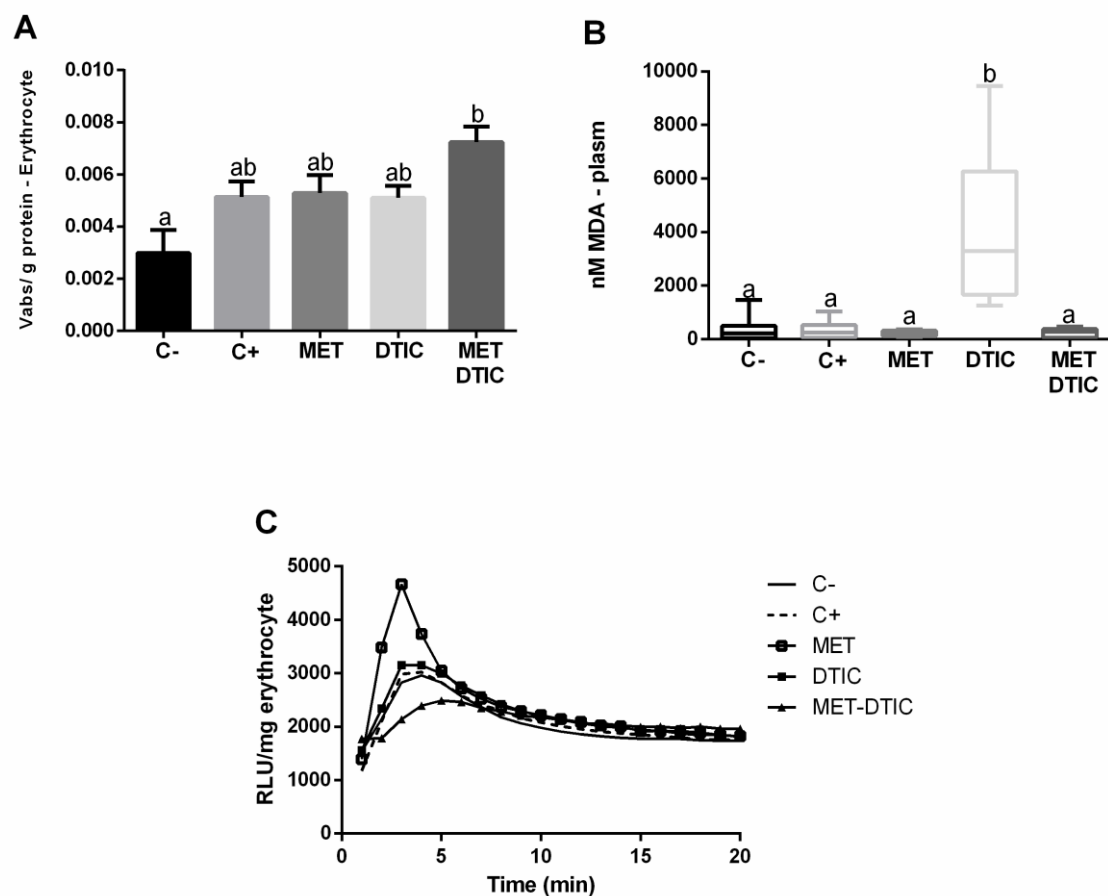 A
Vabs/ g protein - Erythrocyte
0.010
0.008
0.006
0.004
0.002
0.000
a
ab
ab
ab
b
C-
C+
MET
DTIC
MET
DTIC
B
nM MDA - plasm
10000
8000
6000
4000
2000
0
a
a
a
b
a
C-
C+
MET
DTIC
MET
DTIC
C
RLU/mg erythrocyte
5000
4000
3000
2000
1000
0
0
5
10
15
20
Time (min)
C-
C+
MET
DTIC
MET-DTIC